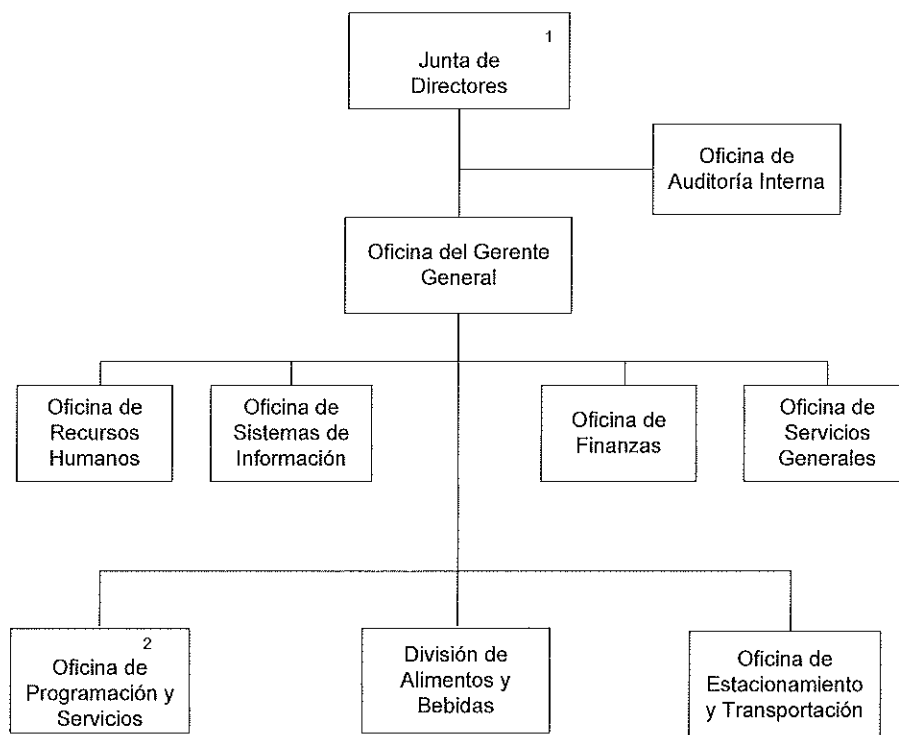 1
Junta de
Directores
Oficina de
Auditoría Interna
Oficina del Gerente
General
Oficina de
Recursos
Humanos
Oficina de
Sistemas de
Información
Oficina de
Finanzas
Oficina de
Servicios
Generales
2
Oficina de
Programación y
Servicios
División de
Alimentos y
Bebidas
Oficina de
Estacionamiento
y Transportación